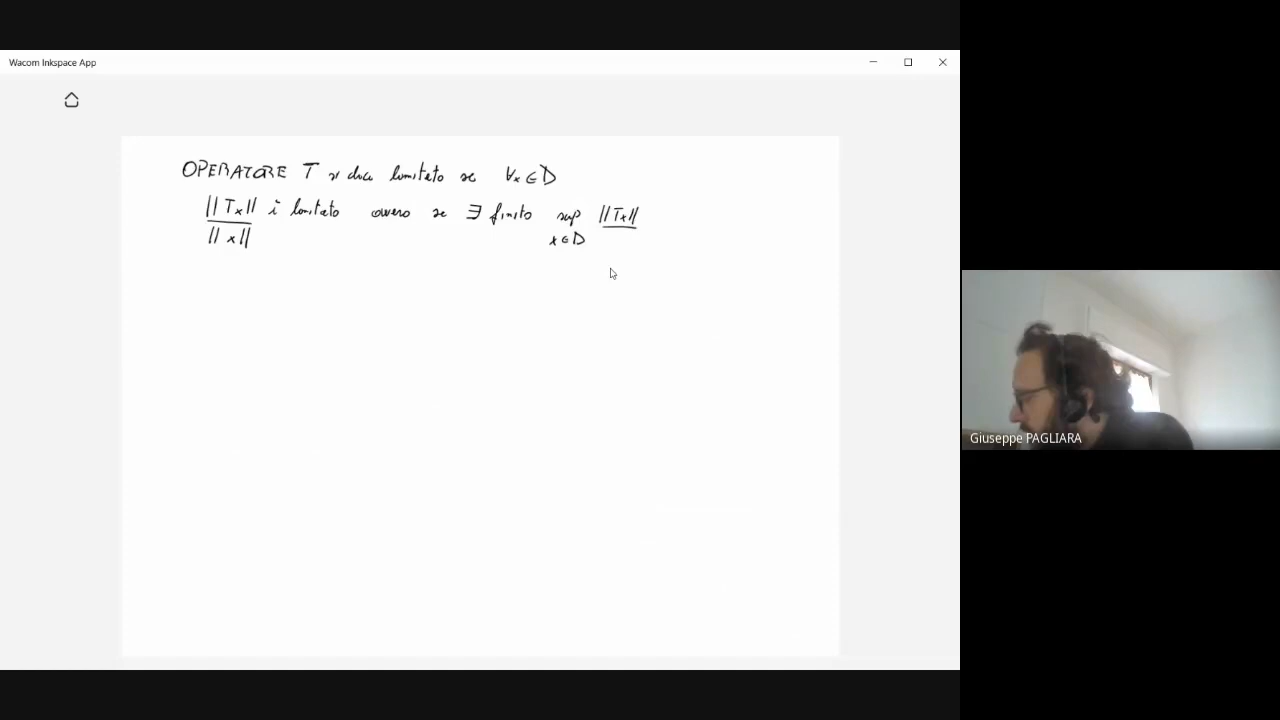 Wacom Inkspace App
OPERATORE T si dice limitato se ∀x ∈ D
||Tx|| / ||x|| è limitato ovvero se ∃ finito sup x∈D ||Tx||
Giuseppe PAGLIARA